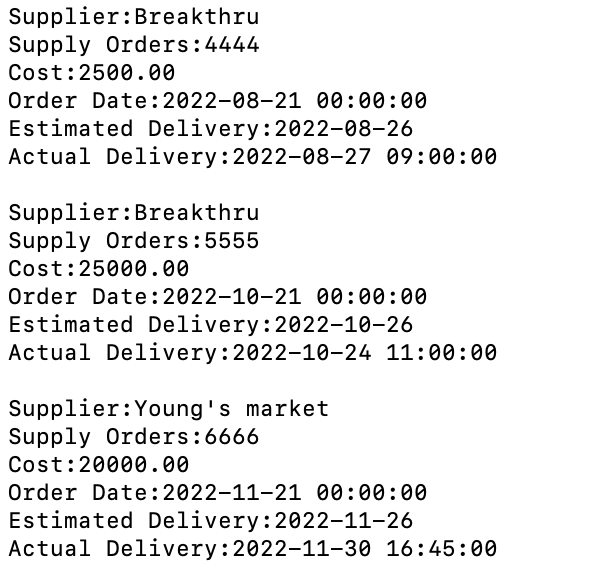 Supplier:Breakthru
Supply Orders:4444
Cost:2500.00
Order Date:2022-08-21 00:00:00
Estimated Delivery:2022-08-26
Actual Delivery:2022-08-27 09:00:00

Supplier:Breakthru
Supply Orders:5555
Cost:25000.00
Order Date:2022-10-21 00:00:00
Estimated Delivery:2022-10-26
Actual Delivery:2022-10-24 11:00:00

Supplier:Young's market
Supply Orders:6666
Cost:20000.00
Order Date:2022-11-21 00:00:00
Estimated Delivery:2022-11-26
Actual Delivery:2022-11-30 16:45:00